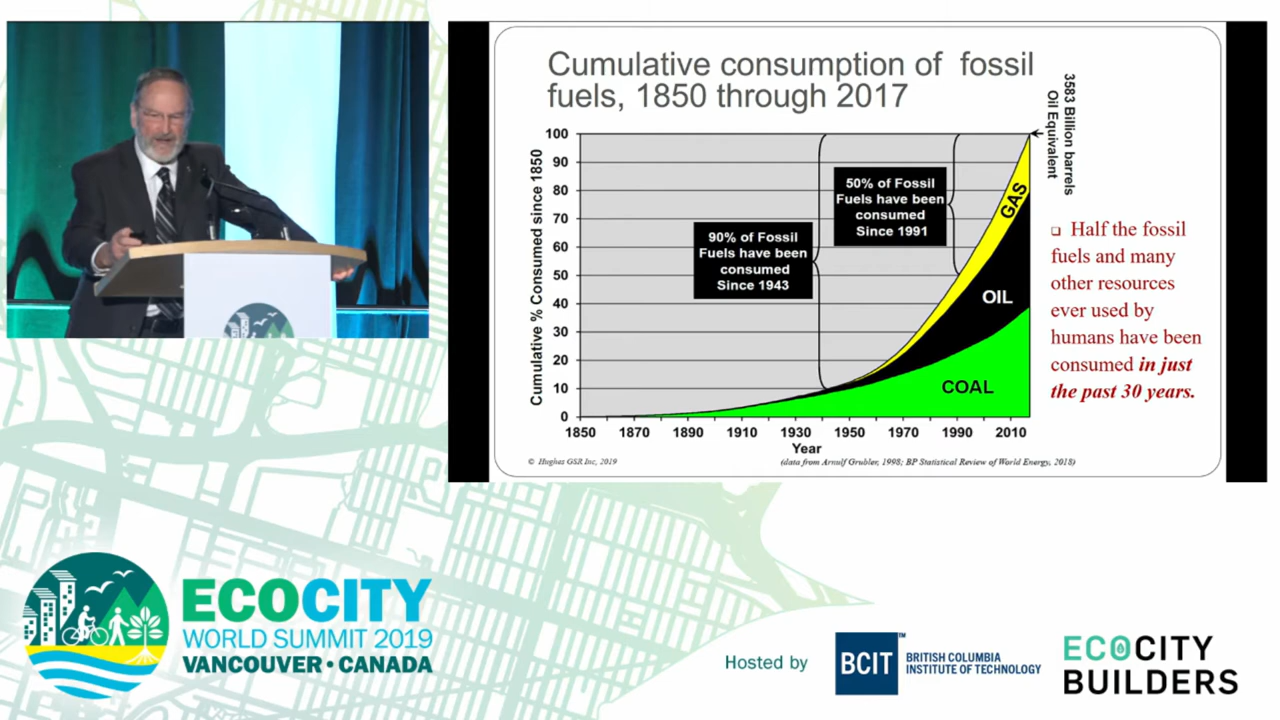 Cumulative consumption of fossil
fuels, 1850 through 2017
3583 Billion barrels
Oil Equivalent
Cumulative % Consumed since 1850
100
90
80
70
60
50
40
30
20
10
0
50% of Fossil
Fuels have been
consumed
Since 1991
90% of Fossil
Fuels have been
consumed
Since 1943
GAS
OIL
COAL
1850 1870 1890 1910 1930 1950 1970 1990 2010
Year
© Hughes GSR Inc, 2019
(data from Arnulf Grubler, 1998; BP Statistical Review of World Energy, 2018)
❑ Half the fossil
fuels and many
other resources
ever used by
humans have been
consumed in just
the past 30 years.
ECOCITY
WORLD SUMMIT 2019
VANCOUVER • CANADA
Hosted by
BCIT™
BRITISH COLUMBIA
INSTITUTE OF TECHNOLOGY
ECOCITY
BUILDERS